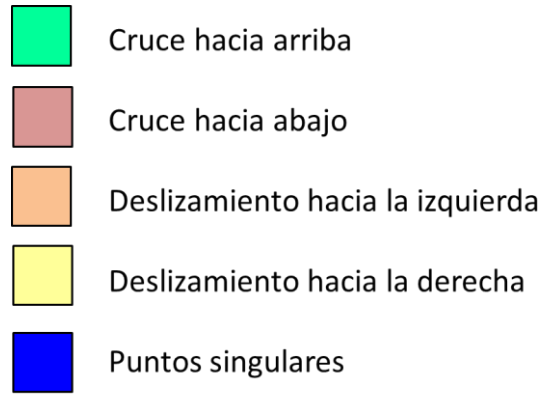 Cruce hacia arriba
Cruce hacia abajo
Deslizamiento hacia la izquierda
Deslizamiento hacia la derecha
Puntos singulares